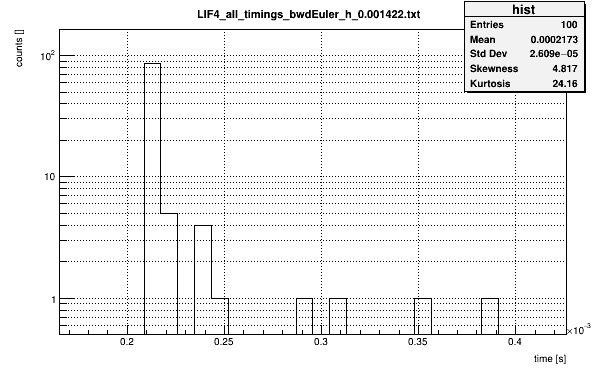 LIF4_all_timings_bwdEuler_h_0.001422.txt
hist
Entries 100
Mean 0.0002173
Std Dev 2.609e−05
Skewness 4.817
Kurtosis 24.16
counts []
10²
10
1
0.2 0.25 0.3 0.35 0.4
×10⁻³
time [s]